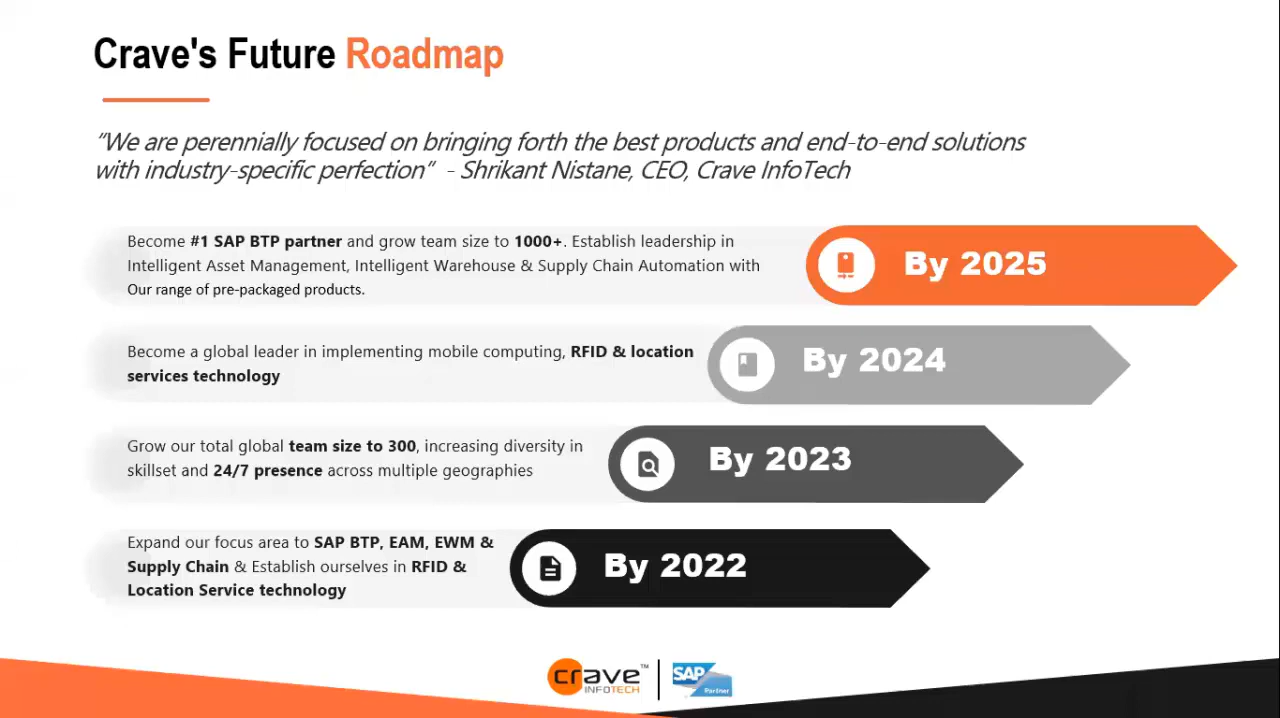 Crave's Future Roadmap
“We are perennially focused on bringing forth the best products and end-to-end solutions
with industry-specific perfection” - Shrikant Nistane, CEO, Crave InfoTech
Become #1 SAP BTP partner and grow team size to 1000+. Establish leadership in
Intelligent Asset Management, Intelligent Warehouse & Supply Chain Automation with
Our range of pre-packaged products.
By 2025
Become a global leader in implementing mobile computing, RFID & location
services technology
By 2024
Grow our total global team size to 300, increasing diversity in
skillset and 24/7 presence across multiple geographies
By 2023
Expand our focus area to SAP BTP, EAM, EWM &
Supply Chain & Establish ourselves in RFID &
Location Service technology
By 2022
crave™
INFOTECH
SAP
Partner